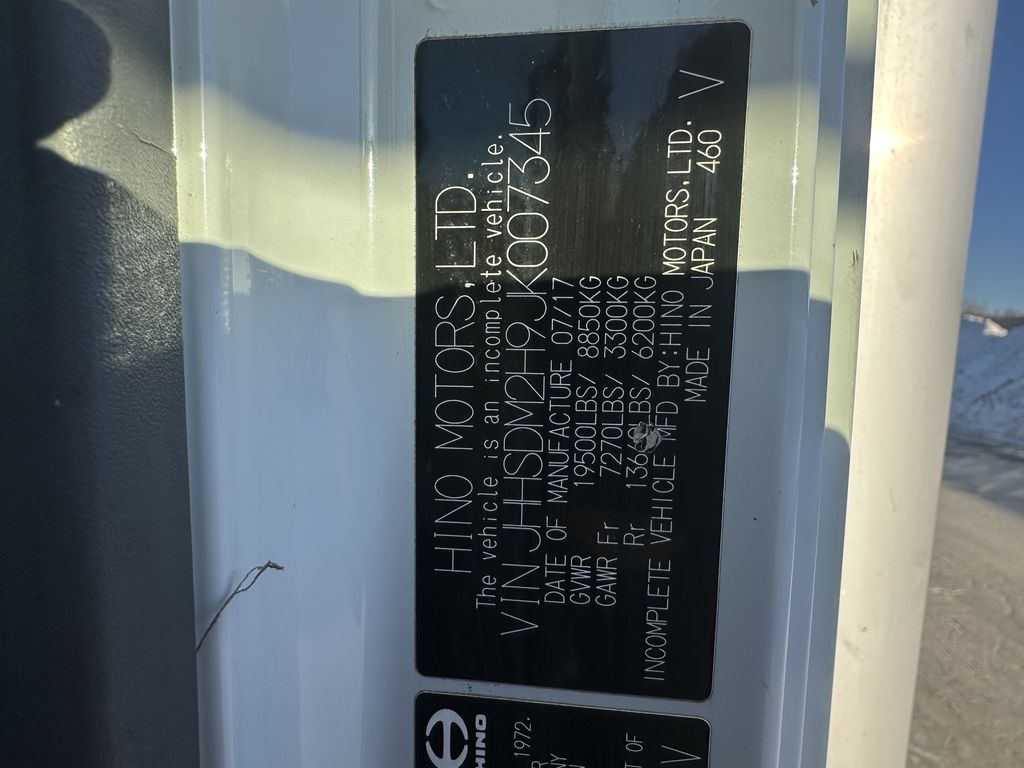 HINO MOTORS, LTD.
The vehicle is an incomplete vehicle.
VIN JHHSDM2H9JK007345
DATE OF MANUFACTURE 07/17
GVWR 19500LBS/ 8850KG
GAWR Fr 7270LBS/ 3300KG
Rr LBS/ 6200KG
INCOMPLETE VEHICLE MFD BY:HINO MOTORS, LTD.
MADE IN JAPAN 460 V
HINO
1972.
T OF
V